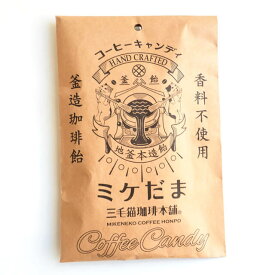 コーヒーキャンディ
HAND CRAFTED
釜飴
香料不使用
釜造珈琲飴
地釜本造飴
ミケだま
三毛猫珈琲本舗®
MIKENEKO COFFEE HONPO
Coffee Candy